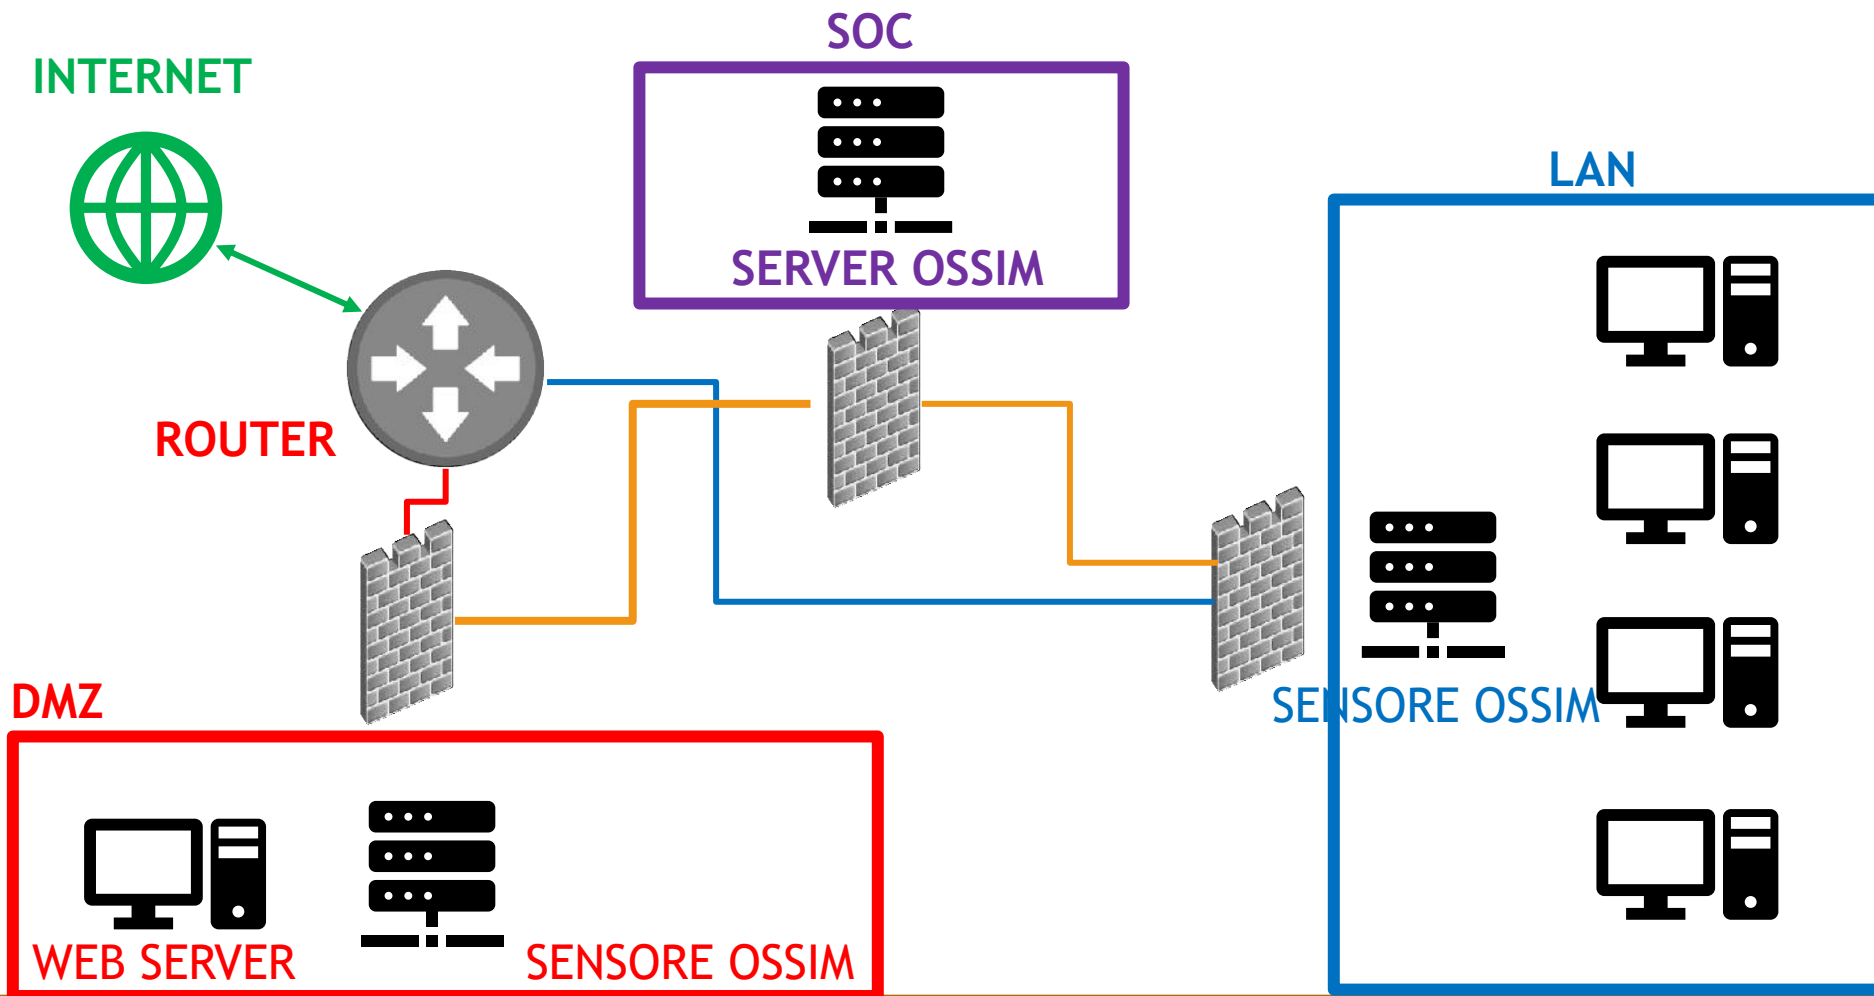 SOC
INTERNET
SERVER OSSIM
LAN
ROUTER
SENSORE OSSIM
DMZ
WEB SERVER
SENSORE OSSIM